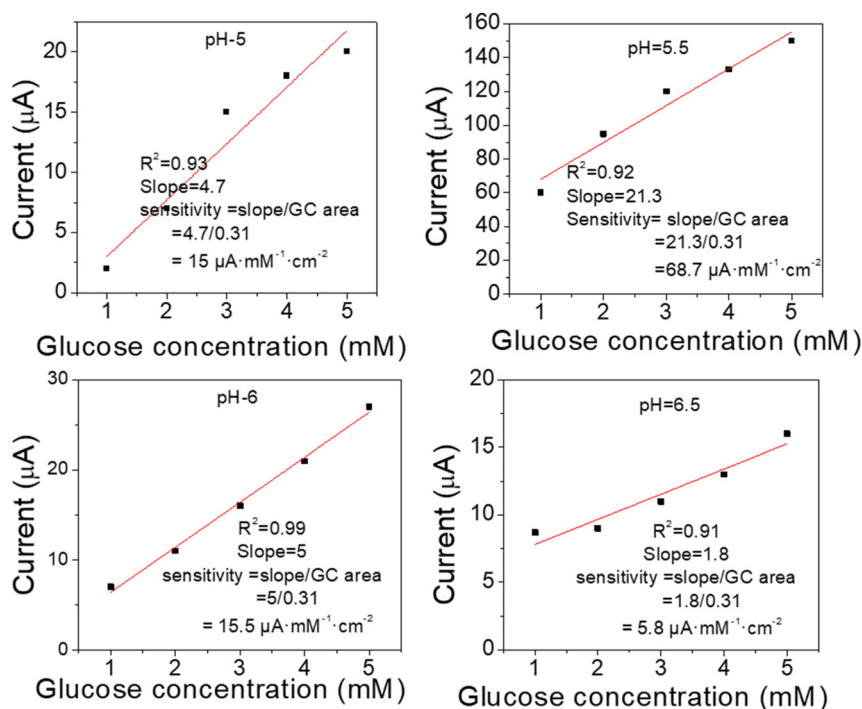 pH-5
20
15
10
5
0
Current (μA)
R²=0.93
Slope=4.7
sensitivity =slope/GC area
=4.7/0.31
= 15 μA·mM⁻¹·cm⁻²
1 2 3 4 5
Glucose concentration (mM)
pH=5.5
160
140
120
100
80
60
40
20
0
Current (μA)
R²=0.92
Slope=21.3
Sensitivity= slope/GC area
=21.3/0.31
=68.7 μA·mM⁻¹·cm⁻²
1 2 3 4 5
Glucose concentration (mM)
pH-6
30
20
10
0
Current (μA)
R²=0.99
Slope=5
sensitivity =slope/GC area
=5/0.31
= 15.5 μA·mM⁻¹·cm⁻²
1 2 3 4 5
Glucose concentration (mM)
pH=6.5
20
15
10
5
0
Current (μA)
R²=0.91
Slope=1.8
sensitivity =slope/GC area
=1.8/0.31
= 5.8 μA·mM⁻¹·cm⁻²
1 2 3 4 5
Glucose concentration (mM)